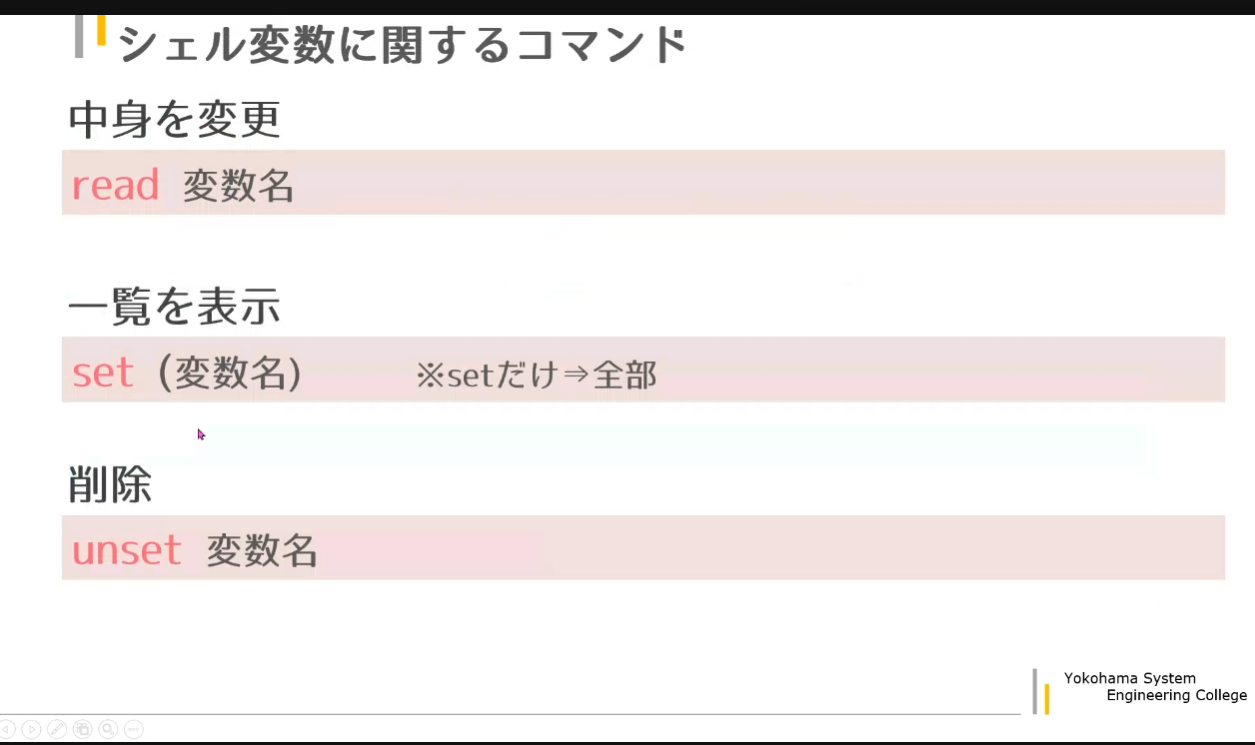 シェル変数に関するコマンド
中身を変更
read 変数名
一覧を表示
set (変数名) ※setだけ⇒全部
削除
unset 変数名
Yokohama System
Engineering College